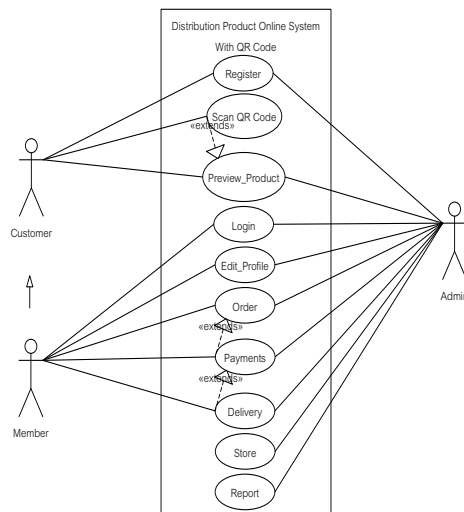 Distribution Product Online System
With QR Code
Register
Scan QR Code
«extends»
Preview_Product
Customer
Login
Edit_Profile
Admin
Order
«extends»
Payments
«extends»
Member
Delivery
Store
Report